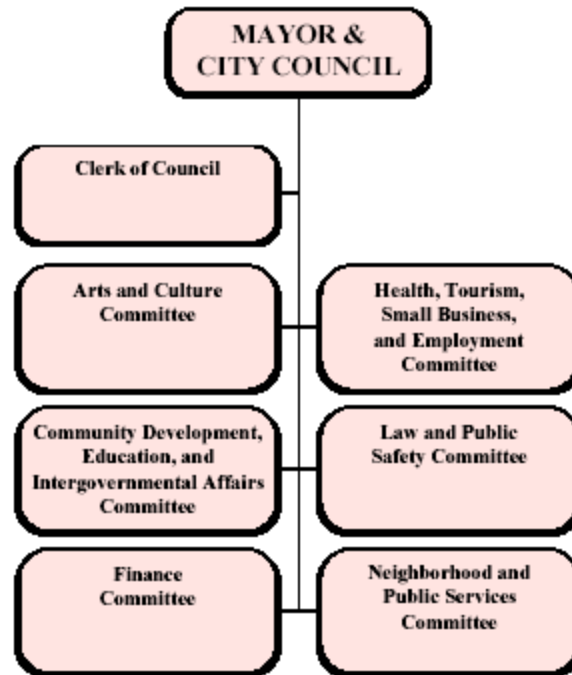 MAYOR &
CITY COUNCIL
Clerk of Council
Arts and Culture
Committee
Health, Tourism,
Small Business,
and Employment
Committee
Community Development,
Education, and
Intergovernmental Affairs
Committee
Law and Public
Safety Committee
Finance
Committee
Neighborhood and
Public Services
Committee